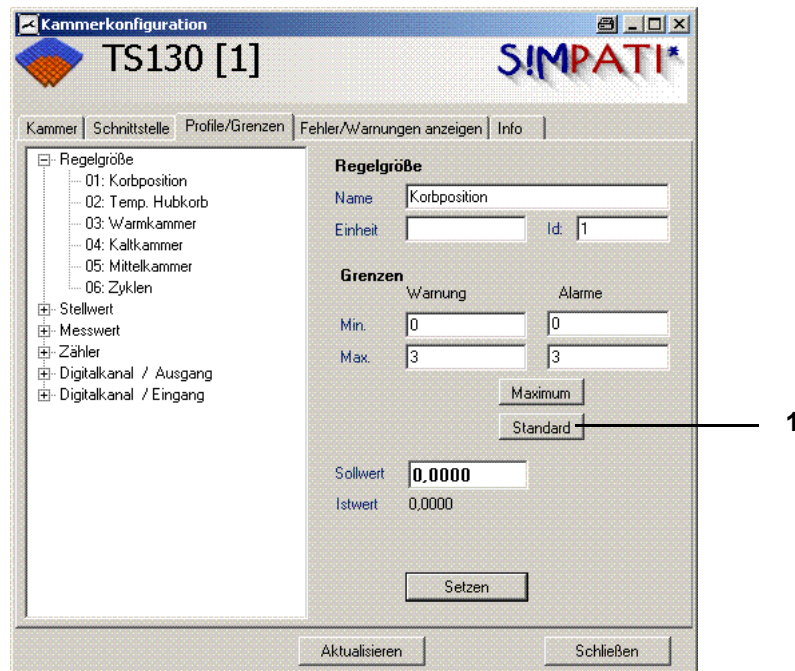 Kammerkonfiguration
TS130 [1]
S!MPATI*
Kammer
Schnittstelle
Profile/Grenzen
Fehler/Warnungen anzeigen
Info
Regelgröße
01: Korbposition
02: Temp. Hubkorb
03: Warmkammer
04: Kaltkammer
05: Mittelkammer
06: Zyklen
Stellwert
Messwert
Zähler
Digitalkanal / Ausgang
Digitalkanal / Eingang
Regelgröße
Name Korbposition
Einheit Id: 1
Grenzen
Warnung Alarme
Min. 0 0
Max. 3 3
Maximum
Standard
1
Sollwert 0,0000
Istwert 0,0000
Setzen
Aktualisieren Schließen